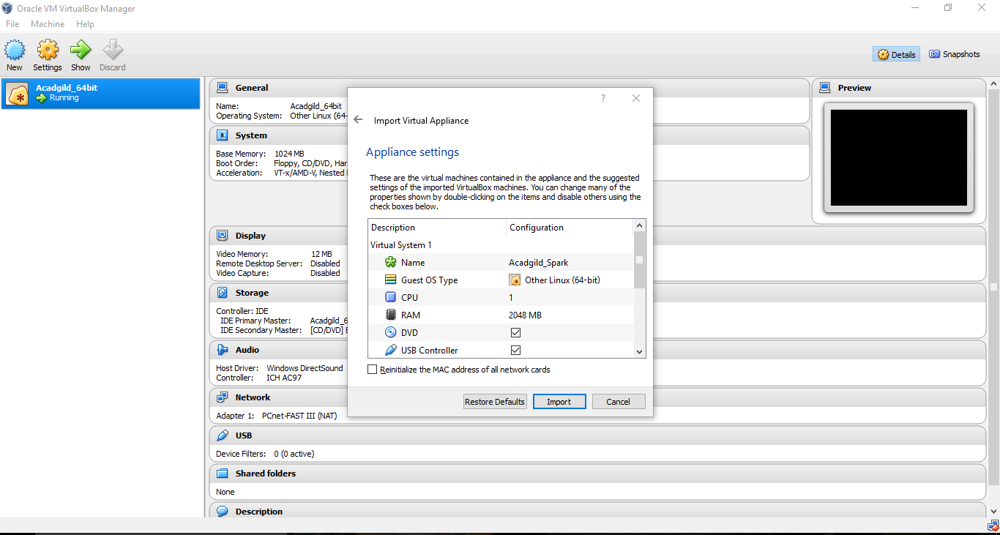 Oracle VM VirtualBox Manager
File Machine Help
New Settings Show Discard
Details Snapshots
Acadgild_64bit
Running
General
Name: Acadgild_64bit
Operating System: Other Linux (64-
System
Base Memory: 1024 MB
Boot Order: Floppy, CD/DVD, Har
Acceleration: VT-x/AMD-V, Nested
Display
Video Memory: 12 MB
Remote Desktop Server: Disabled
Video Capture: Disabled
Storage
Controller: IDE
IDE Primary Master: Acadgild_6
IDE Secondary Master: [CD/DVD] E
Audio
Host Driver: Windows DirectSound
Controller: ICH AC97
Network
Adapter 1: PCnet-FAST III (NAT)
USB
Device Filters: 0 (0 active)
Shared folders
None
Description
Preview
?
Import Virtual Appliance
Appliance settings
These are the virtual machines contained in the appliance and the suggested
settings of the imported VirtualBox machines. You can change many of the
properties shown by double-clicking on the items and disable others using the
check boxes below.
Description Configuration
Virtual System 1
Name Acadgild_Spark
Guest OS Type Other Linux (64-bit)
CPU 1
RAM 2048 MB
DVD
USB Controller
Reinitialize the MAC address of all network cards
Restore Defaults Import Cancel